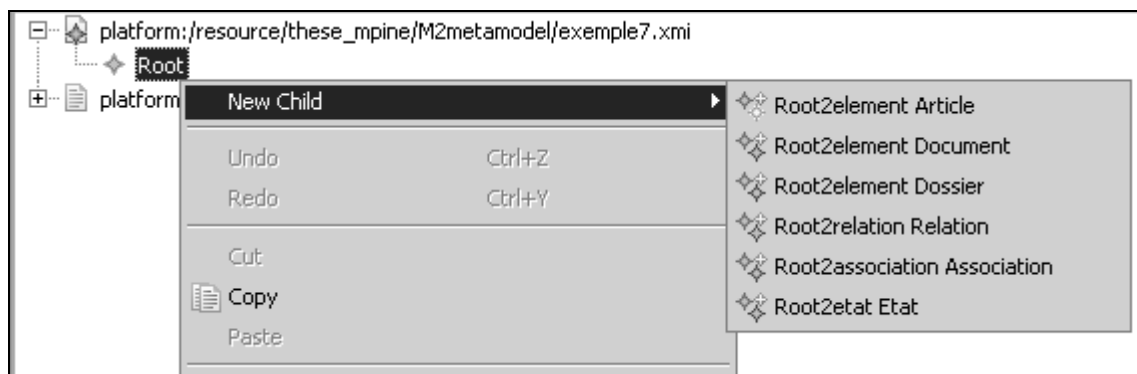 platform:/resource/these_mpine/M2metamodel/exemple7.xmi
Root
platform
New Child
Undo Ctrl+Z
Redo Ctrl+Y
Cut
Copy
Paste
Root2element Article
Root2element Document
Root2element Dossier
Root2relation Relation
Root2association Association
Root2etat Etat